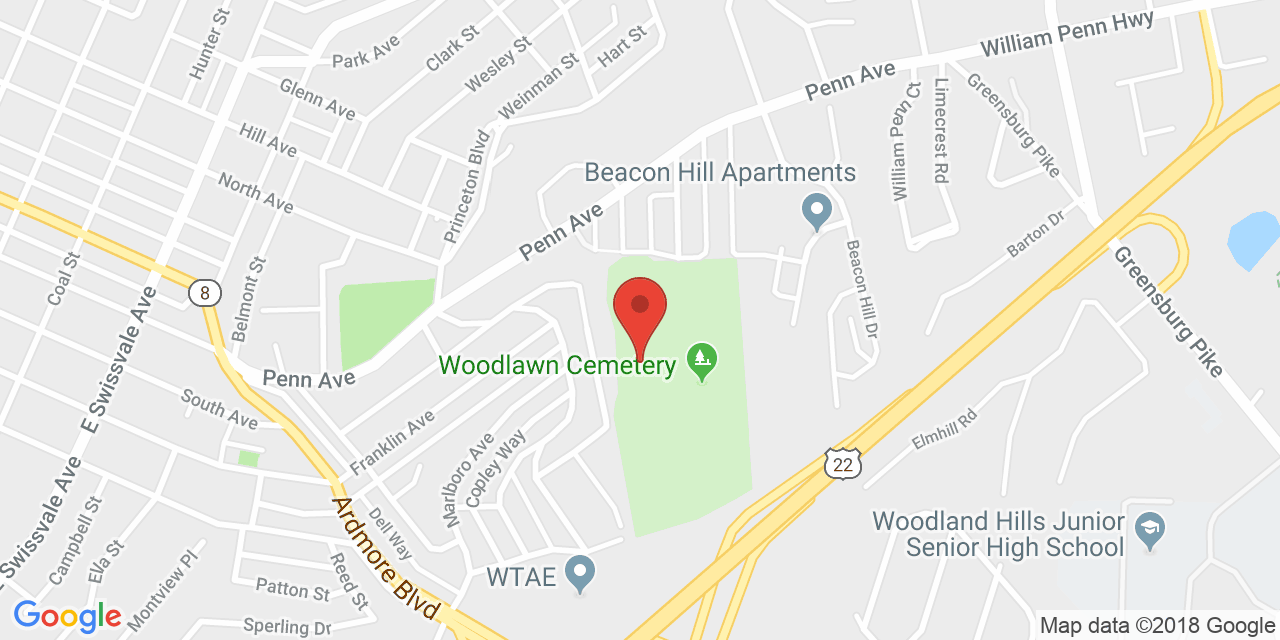 William Penn Hwy
Hunter St
Park Ave
Clark St
Wesley St
Hart St
Weinman St
Penn Ave
Greensburg Pike
Glenn Ave
William Penn Ct
Limecrest Rd
Hill Ave
Princeton Blvd
Beacon Hill Apartments
North Ave
Penn Ave
Barton Dr
Coal St
8
Belmont St
Beacon Hill Dr
Greensburg Pike
E Swissvale Ave
Woodlawn Cemetery
Penn Ave
South Ave
Franklin Ave
Elmhill Rd
22
Marlboro Ave
Copley Way
Swissvale Ave
Campbell St
Ardmore Blvd
Dell Way
Woodland Hills Junior
Senior High School
Ella St
Montview Pl
Reed St
WTAE
Patton St
Sperling Dr
Google
Map data ©2018 Google